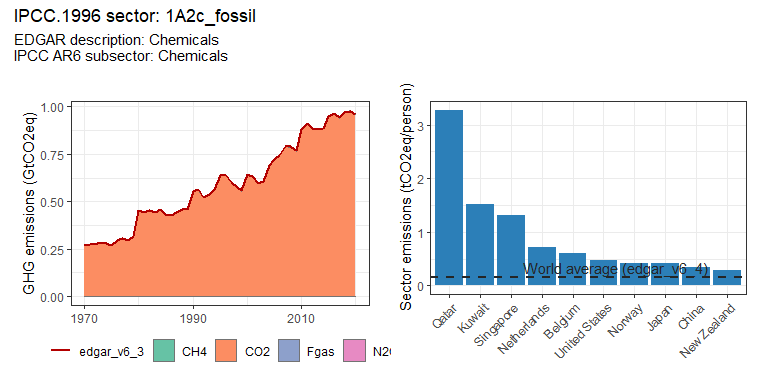 IPCC.1996 sector: 1A2c_fossil
EDGAR description: Chemicals
IPCC AR6 subsector: Chemicals
GHG emissions (GtCO2eq)
1.00
0.75
0.50
0.25
0.00
1970
1990
2010
edgar_v6_3
CH4
CO2
Fgas
N2
Sector emissions (tCO2eq/person)
3
2
1
0
World average (edgar_v6_4)
Qatar
Kuwait
Singapore
Netherlands
Belgium
United States
Norway
Japan
China
New Zealand